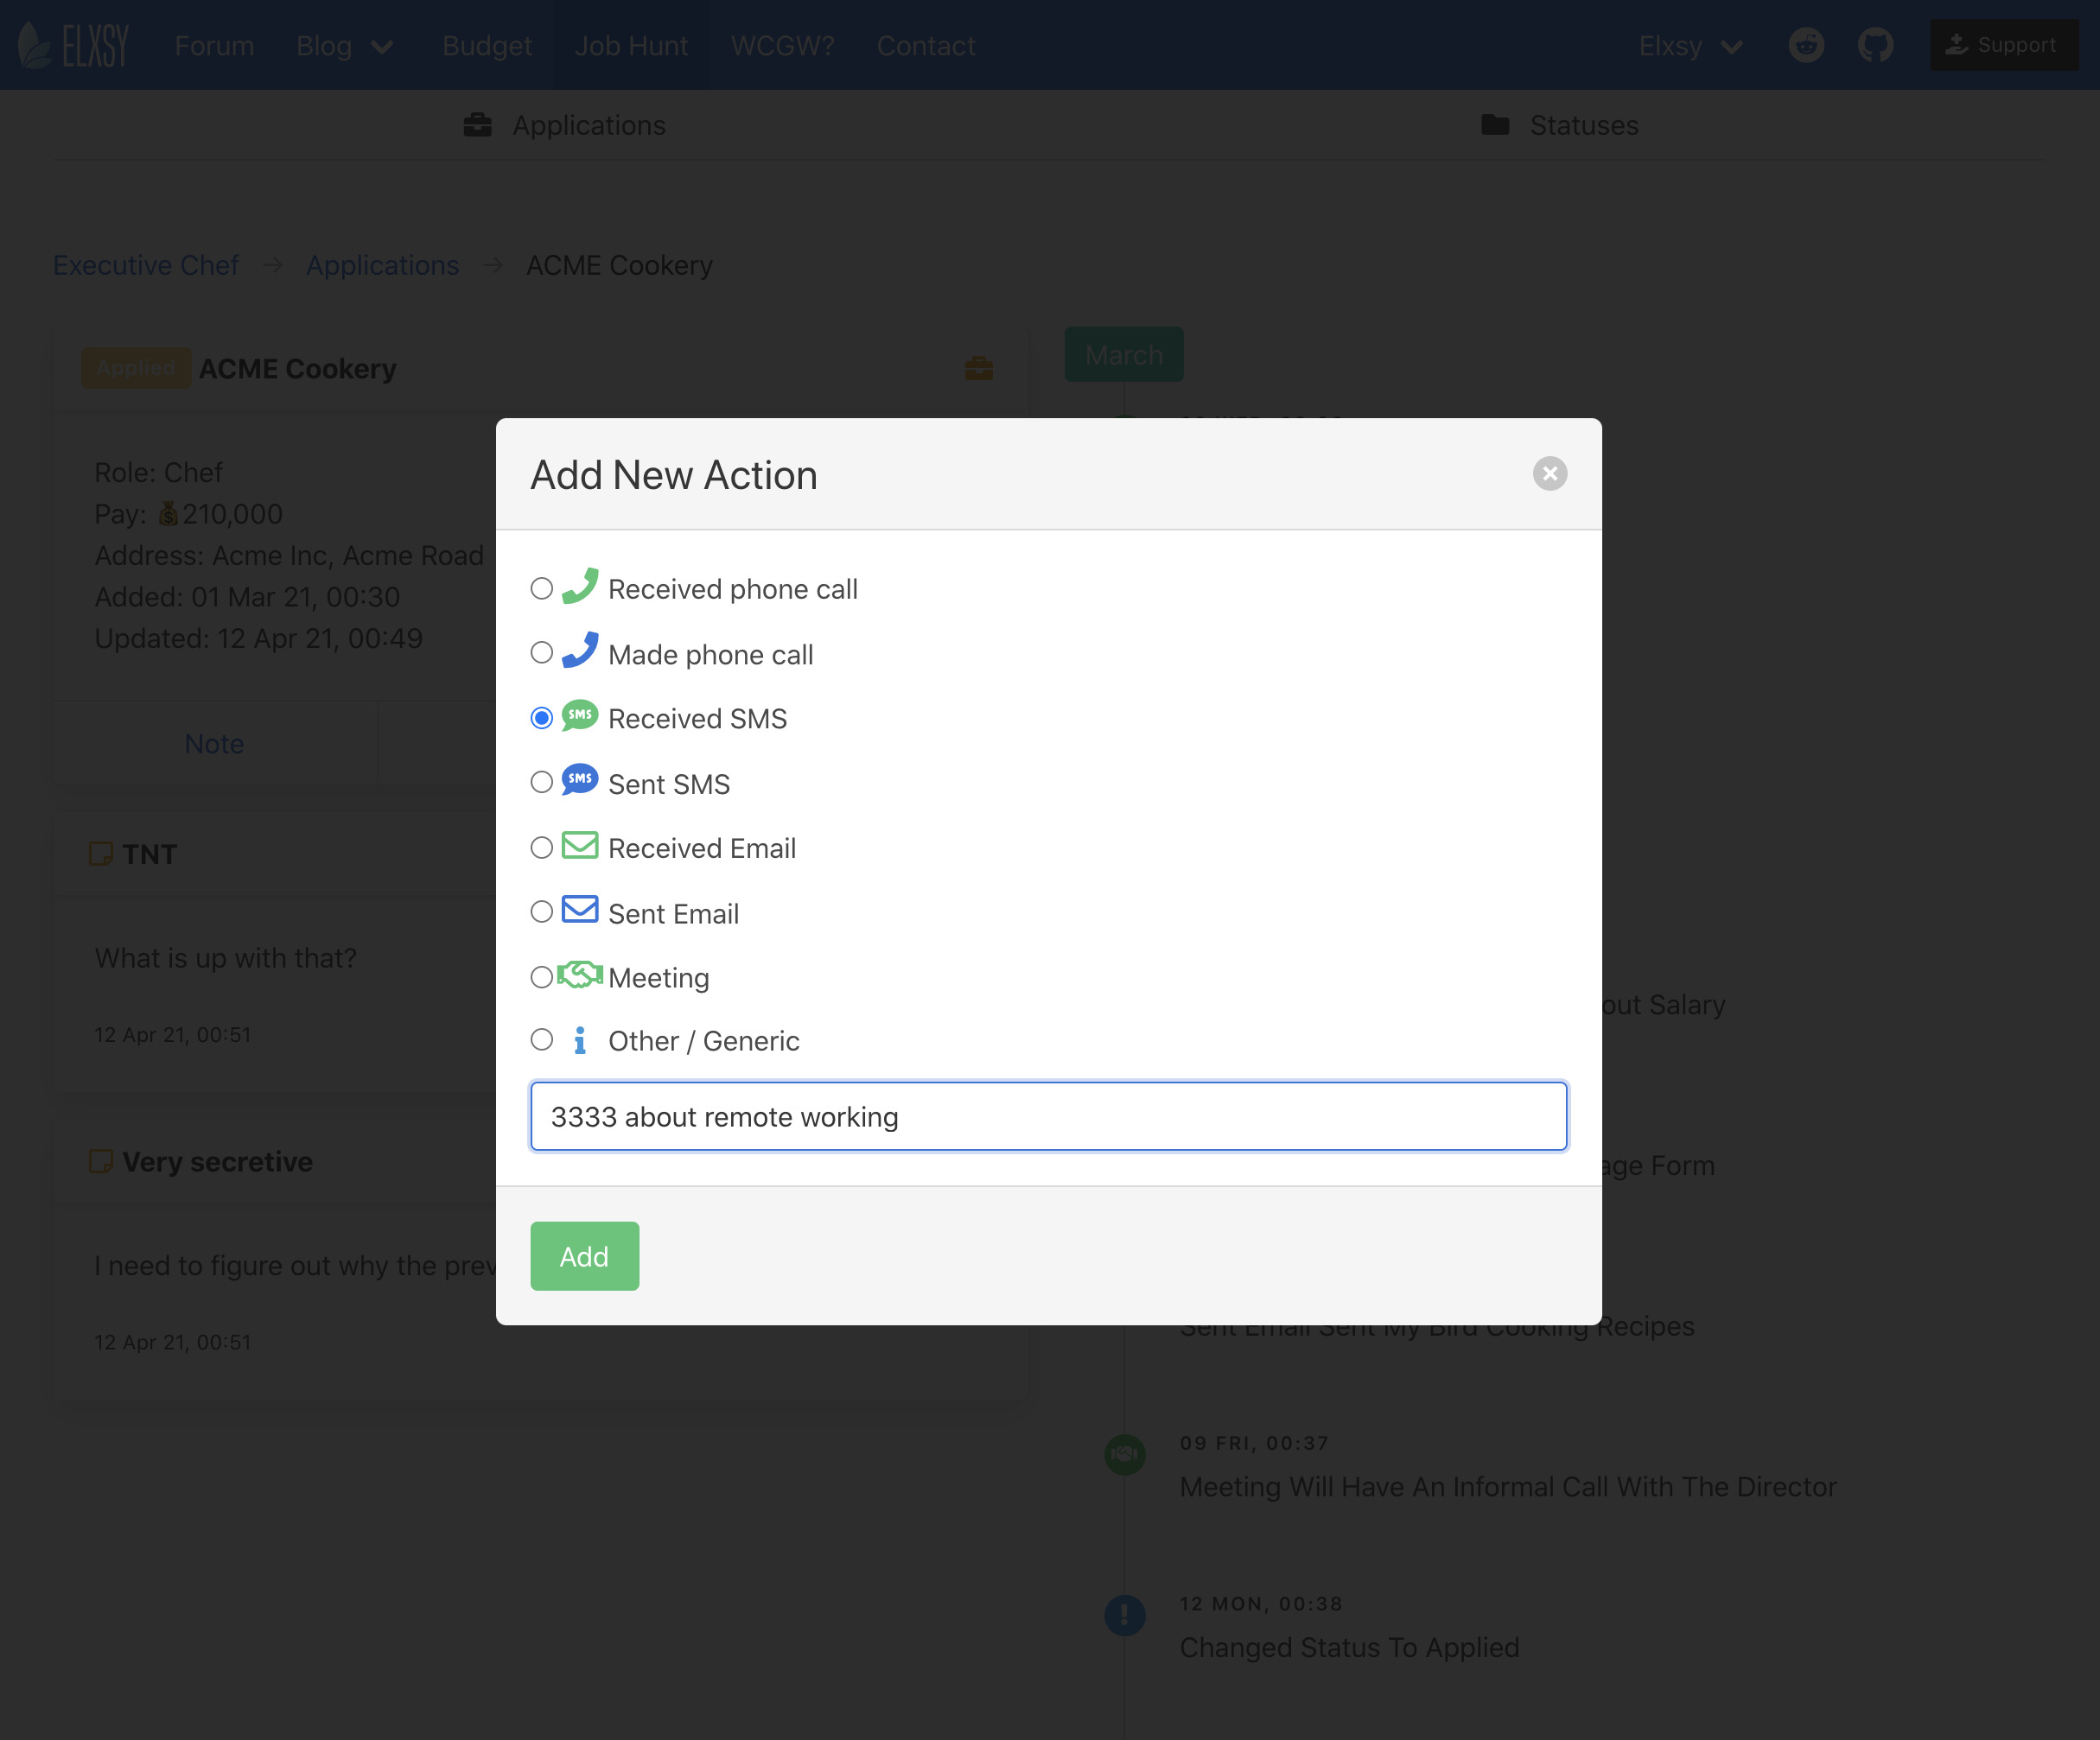 ELXSY Forum Blog Budget Job Hunt WCGW? Contact Elxsy Support
Applications Statuses
Executive Chef → Applications → ACME Cookery
Applied ACME Cookery
March
Role: Chef
Pay: 💰210,000
Address: Acme Inc, Acme Road
Added: 01 Mar 21, 00:30
Updated: 12 Apr 21, 00:49
Note
TNT
What is up with that?
12 Apr 21, 00:51
Very secretive
I need to figure out why the prev
12 Apr 21, 00:51
Add New Action
Received phone call
Made phone call
SMS Received SMS
SMS Sent SMS
Received Email
Sent Email
Meeting
Other / Generic
3333 about remote working
Add
out Salary
age Form
Sent Email Sent My Bird Cooking Recipes
09 FRI, 00:37
Meeting Will Have An Informal Call With The Director
12 MON, 00:38
Changed Status To Applied